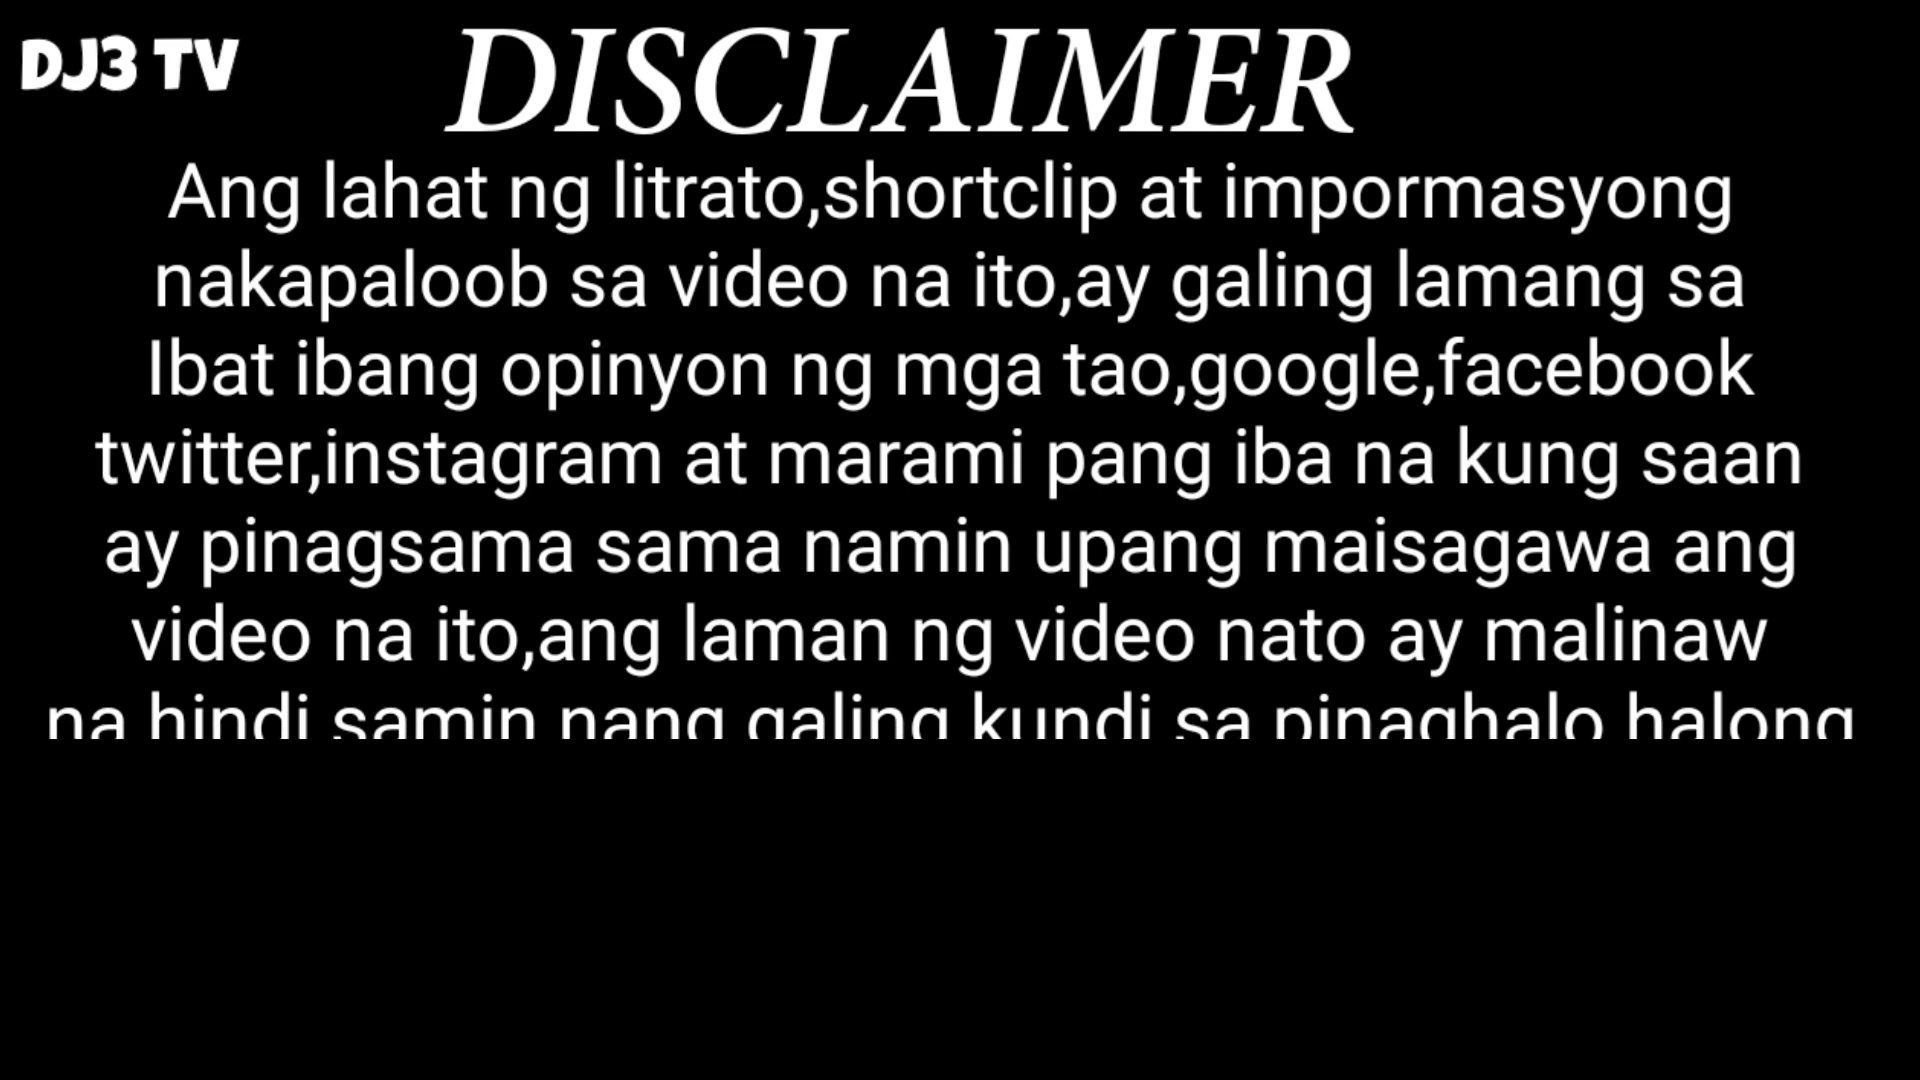 DJ3 TV
DISCLAIMER
Ang lahat ng litrato,shortclip at impormasyong
nakapaloob sa video na ito,ay galing lamang sa
Ibat ibang opinyon ng mga tao,google,facebook
twitter,instagram at marami pang iba na kung saan
ay pinagsama sama namin upang maisagawa ang
video na ito,ang laman ng video nato ay malinaw
na hindi samin nang galing kundi sa pinaghalo halong